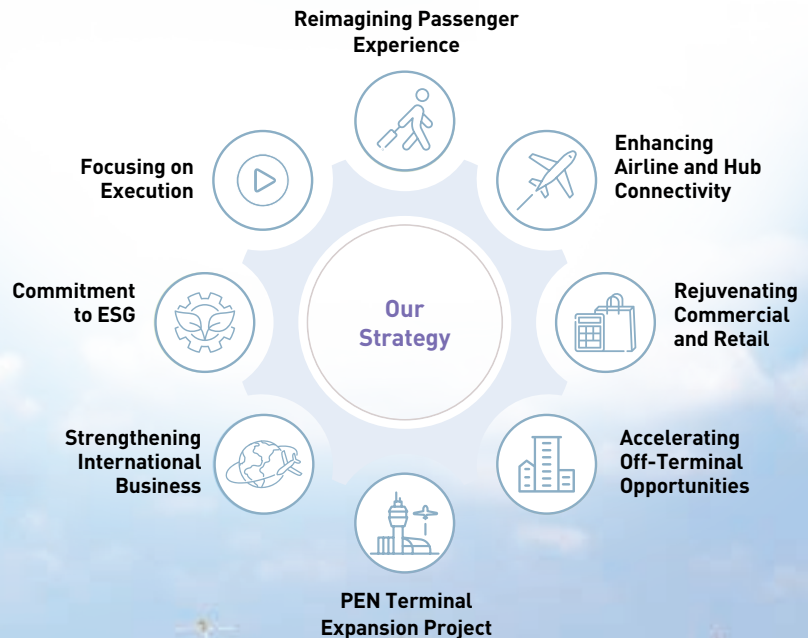 Reimagining Passenger
Experience
Enhancing
Airline and Hub
Connectivity
Rejuvenating
Commercial
and Retail
Accelerating
Off-Terminal
Opportunities
PEN Terminal
Expansion Project
Strengthening
International
Business
Commitment
to ESG
Focusing on
Execution
Our
Strategy